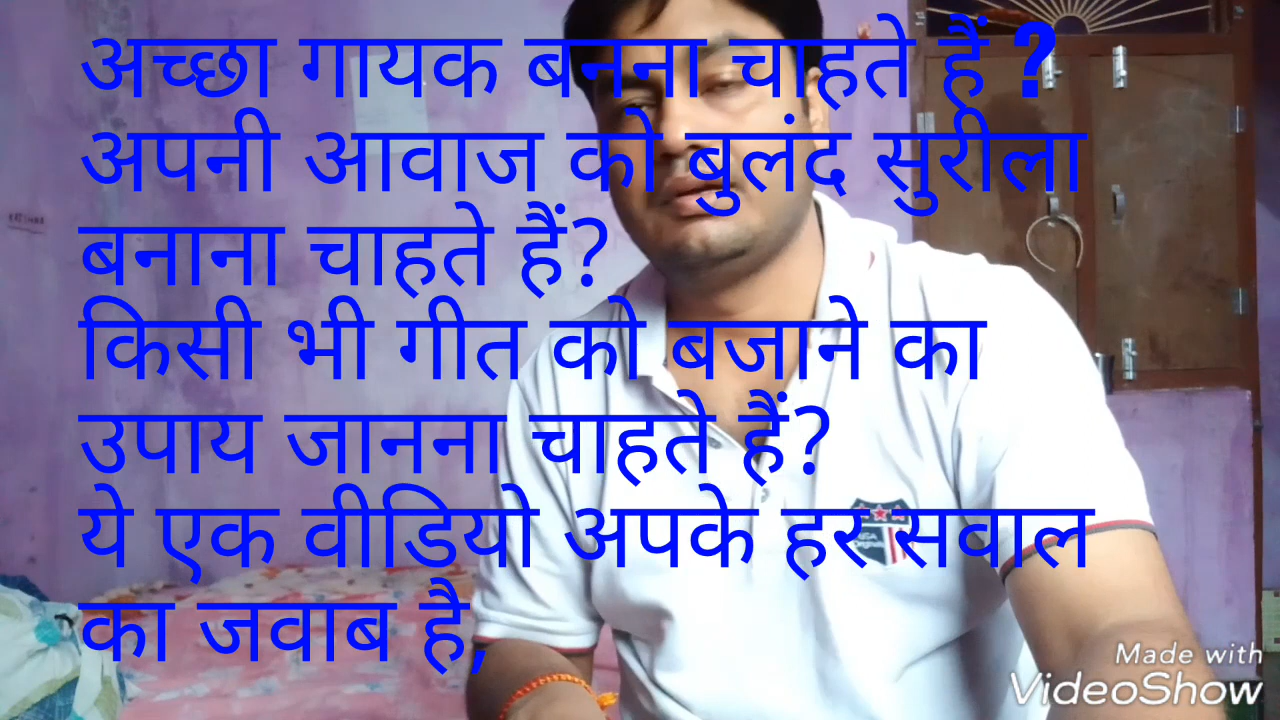 अच्छा गायक बनना चाहते हैं ?
अपनी आवाज को बुलंद सुरीला
बनाना चाहते हैं?
किसी भी गीत को बजाने का
उपाय जानना चाहते हैं?
ये एक वीडियो अपके हर सवाल
का जवाब है,
Made with
VideoShow